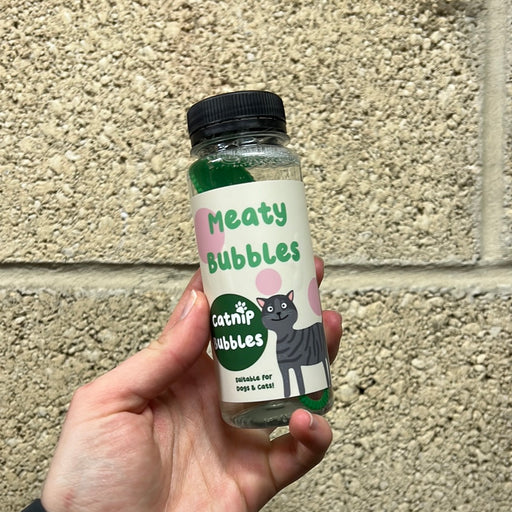 Meaty
Bubbles
Catnip
Bubbles
Suitable for
Dogs & Cats!